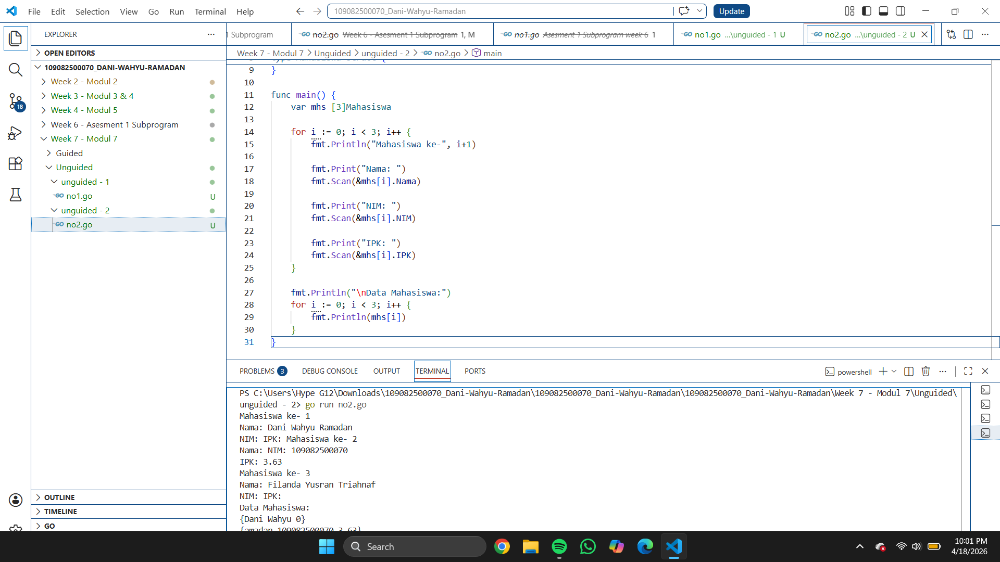 File Edit Selection View Go Run Terminal Help
109082500070_Dani-Wahyu-Ramadan
Update
EXPLORER
1 Subprogram
no2.go Week 6 - Asesment 1 Subprogram 1, M
no1.go Asesment 1 Subprogram week 6 1
no1.go ...\unguided - 1 U
no2.go ...\unguided - 2 U
OPEN EDITORS
109082500070_DANI-WAHYU-RAMADAN
Week 2 - Modul 2
Week 3 - Modul 3 & 4
Week 4 - Modul 5
Week 6 - Asesment 1 Subprogram
Week 7 - Modul 7
Guided
Unguided
unguided - 1
GO no1.go U
unguided - 2
GO no2.go U
18
OUTLINE
TIMELINE
GO
Week 7 - Modul 7 > Unguided > unguided - 2 > GO no2.go > main
9 }
10
11 func main() {
12 var mhs [3]Mahasiswa
13
14 for i := 0; i < 3; i++ {
15 fmt.Println("Mahasiswa ke-", i+1)
16
17 fmt.Print("Nama: ")
18 fmt.Scan(&mhs[i].Nama)
19
20 fmt.Print("NIM: ")
21 fmt.Scan(&mhs[i].NIM)
22
23 fmt.Print("IPK: ")
24 fmt.Scan(&mhs[i].IPK)
25 }
26
27 fmt.Println("\nData Mahasiswa:")
28 for i := 0; i < 3; i++ {
29 fmt.Println(mhs[i])
30 }
31 }
PROBLEMS 3 DEBUG CONSOLE OUTPUT TERMINAL PORTS
powershell
PS C:\Users\Hype G12\Downloads\109082500070_Dani-Wahyu-Ramadan\109082500070_Dani-Wahyu-Ramadan\109082500070_Dani-Wahyu-Ramadan\Week 7 - Modul 7\Unguided\
unguided - 2> go run no2.go
Mahasiswa ke- 1
Nama: Dani Wahyu Ramadan
NIM: IPK: Mahasiswa ke- 2
Nama: NIM: 109082500070
IPK: 3.63
Mahasiswa ke- 3
Nama: Filanda Yusran Triahnaf
NIM: IPK:
Data Mahasiswa:
{Dani Wahyu 0}
{amadan 109082500070 3.63}
Search
10:01 PM
4/18/2026